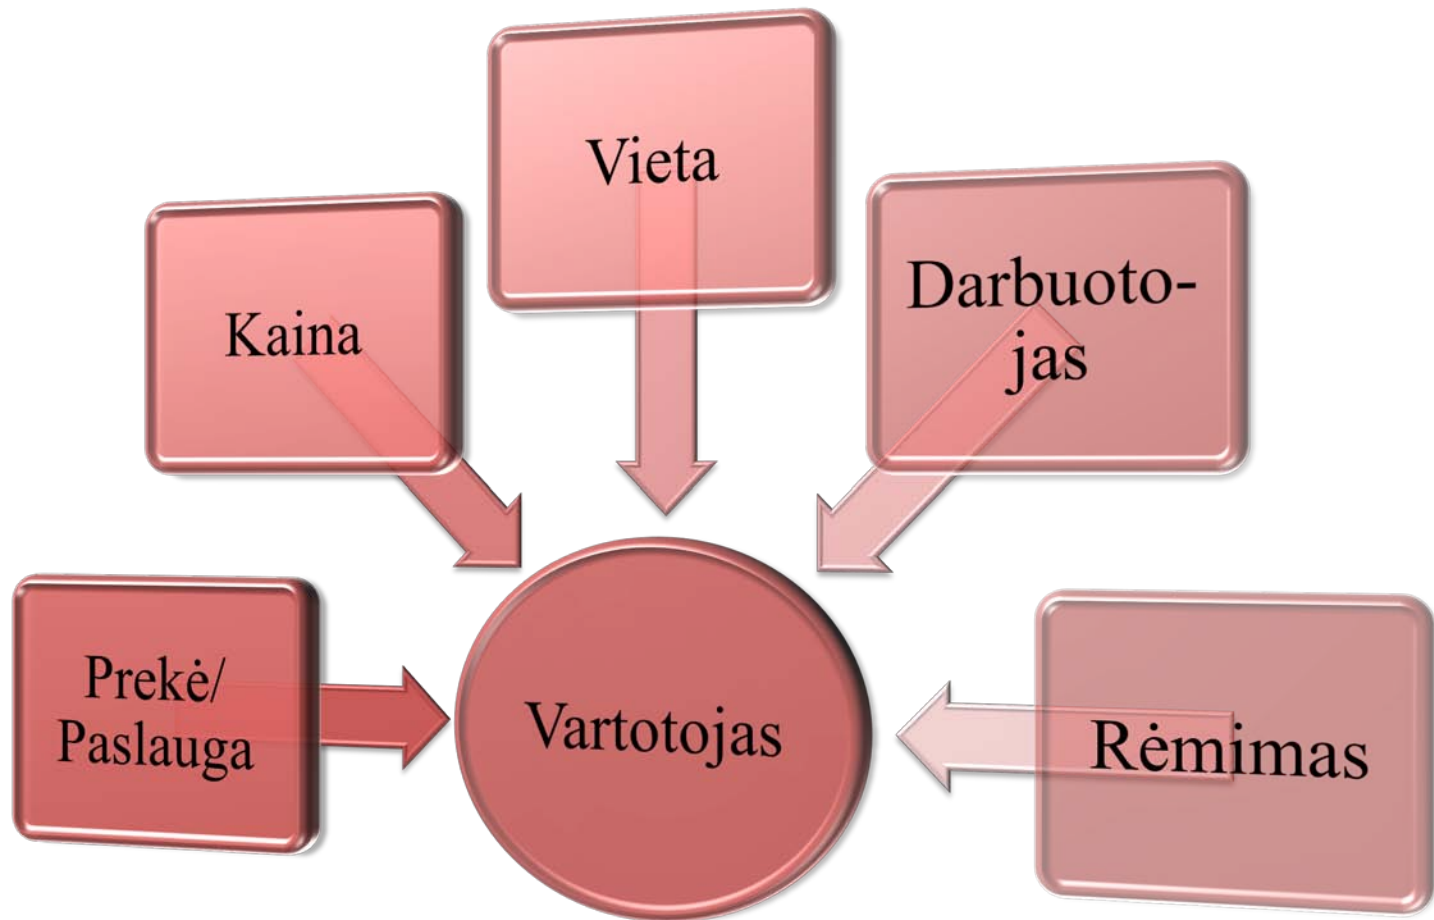 Vieta
Darbuoto-
jas
Kaina
Prekė/
Paslauga
Vartotojas
Rėmimas